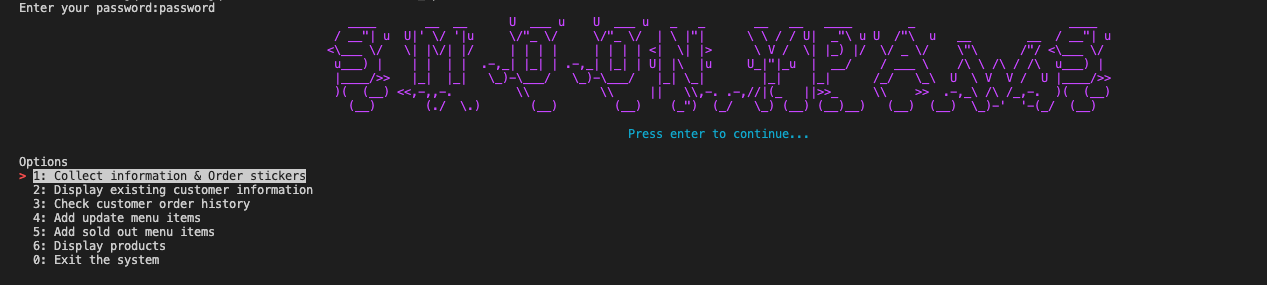 Enter your password:password
Press enter to continue...
Options
> 1: Collect information & Order stickers
2: Display existing customer information
3: Check customer order history
4: Add update menu items
5: Add sold out menu items
6: Display products
0: Exit the system